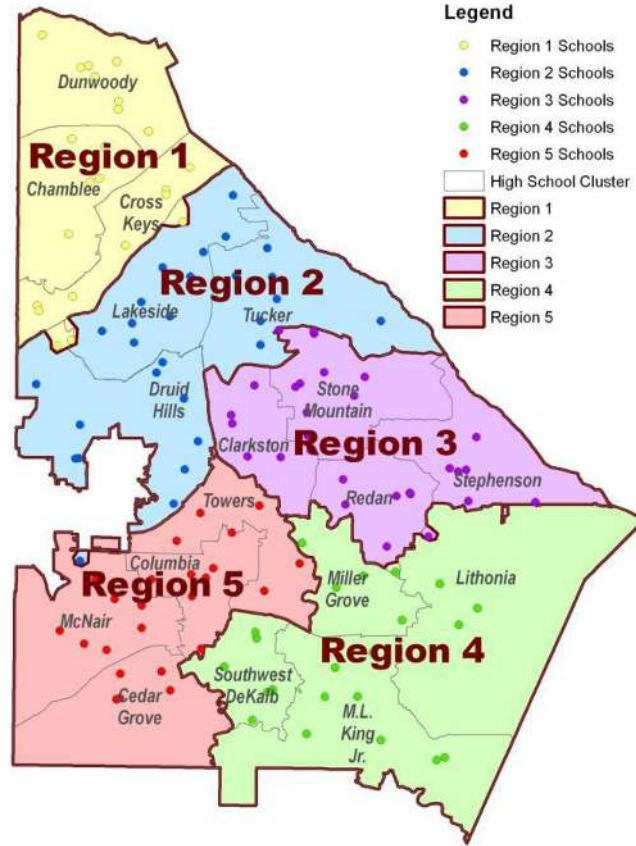 Legend
Region 1 Schools
Region 2 Schools
Region 3 Schools
Region 4 Schools
Region 5 Schools
High School Cluster
Region 1
Region 2
Region 3
Region 4
Region 5
Dunwoody
Region 1
Chamblee
Cross
Keys
Region 2
Lakeside
Tucker
Druid
Hills
Stone
Mountain
Clarkston
Region 3
Stephenson
Redan
Towers
Columbia
Region 5
McNair
Cedar
Grove
Miller
Grove
Lithonia
Region 4
Southwest
DeKalb
M.L.
King
Jr.